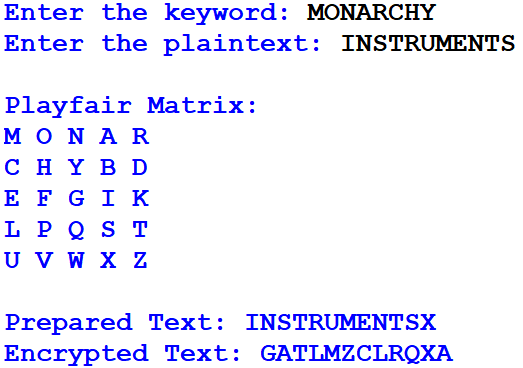 Enter the keyword: MONARCHY
Enter the plaintext: INSTRUMENTS
Playfair Matrix:
M O N A R
C H Y B D
E F G I K
L P Q S T
U V W X Z
Prepared Text: INSTRUMENTSX
Encrypted Text: GATLMZCLRQXA